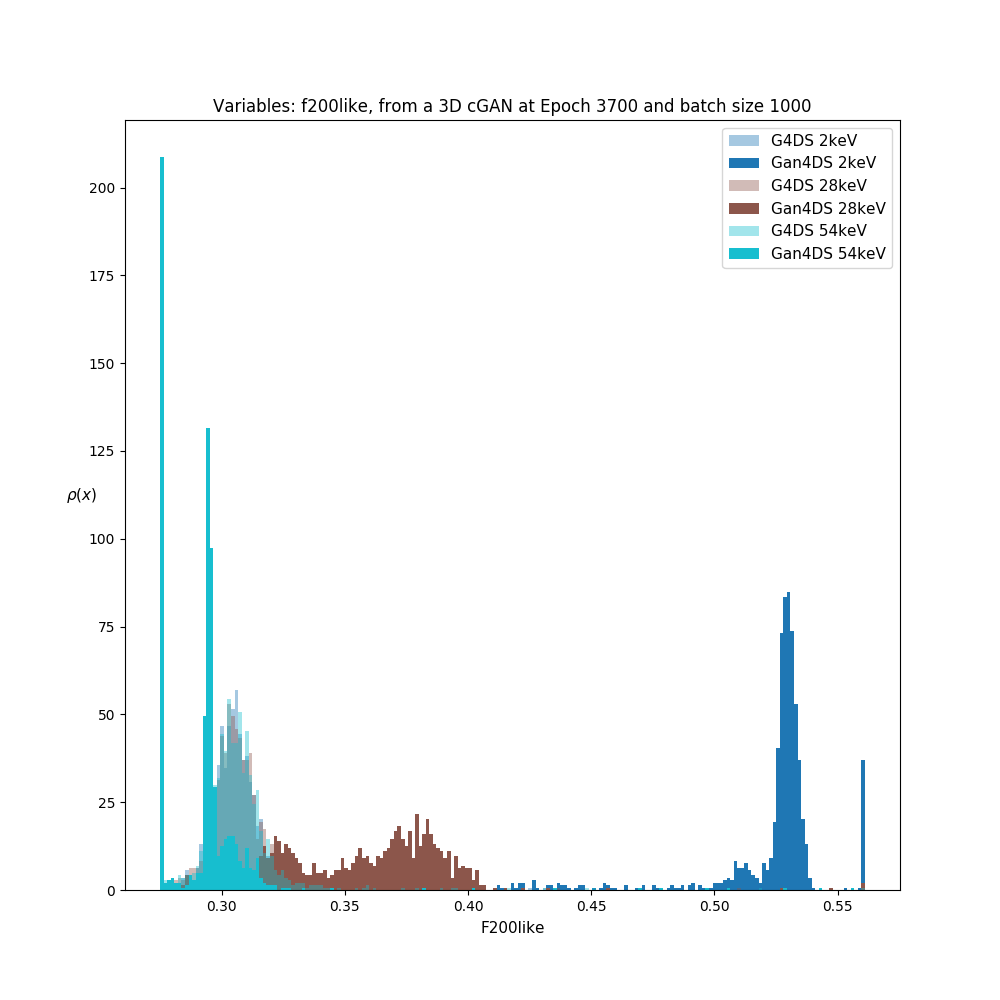 Variables: f200like, from a 3D cGAN at Epoch 3700 and batch size 1000
G4DS 2keV
Gan4DS 2keV
G4DS 28keV
Gan4DS 28keV
G4DS 54keV
Gan4DS 54keV
200
175
150
125
ρ(x)
100
75
50
25
0
0.30 0.35 0.40 0.45 0.50 0.55
F200like